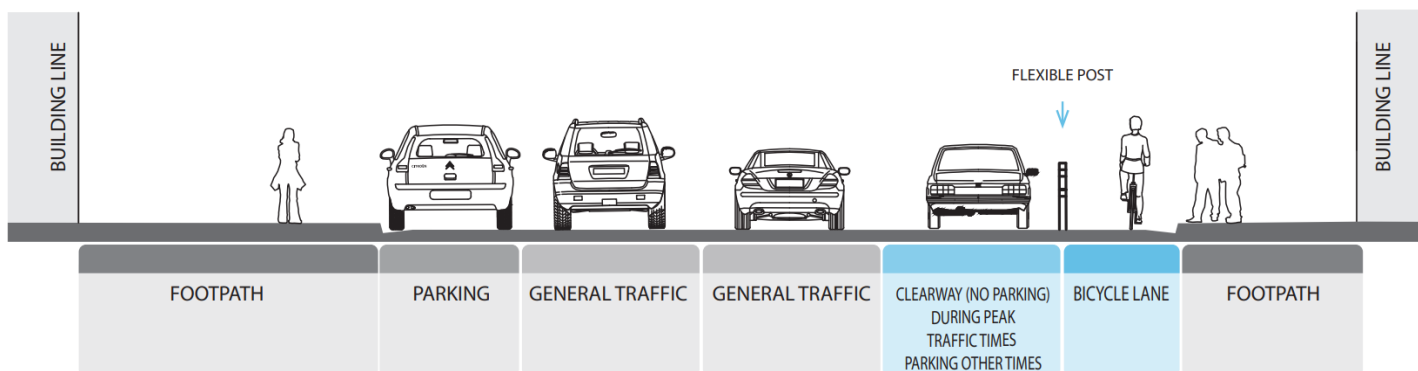 BUILDING LINE
FLEXIBLE POST
BUILDING LINE
FOOTPATH
PARKING
GENERAL TRAFFIC
GENERAL TRAFFIC
CLEARWAY (NO PARKING)
DURING PEAK
TRAFFIC TIMES
PARKING OTHER TIMES
BICYCLE LANE
FOOTPATH